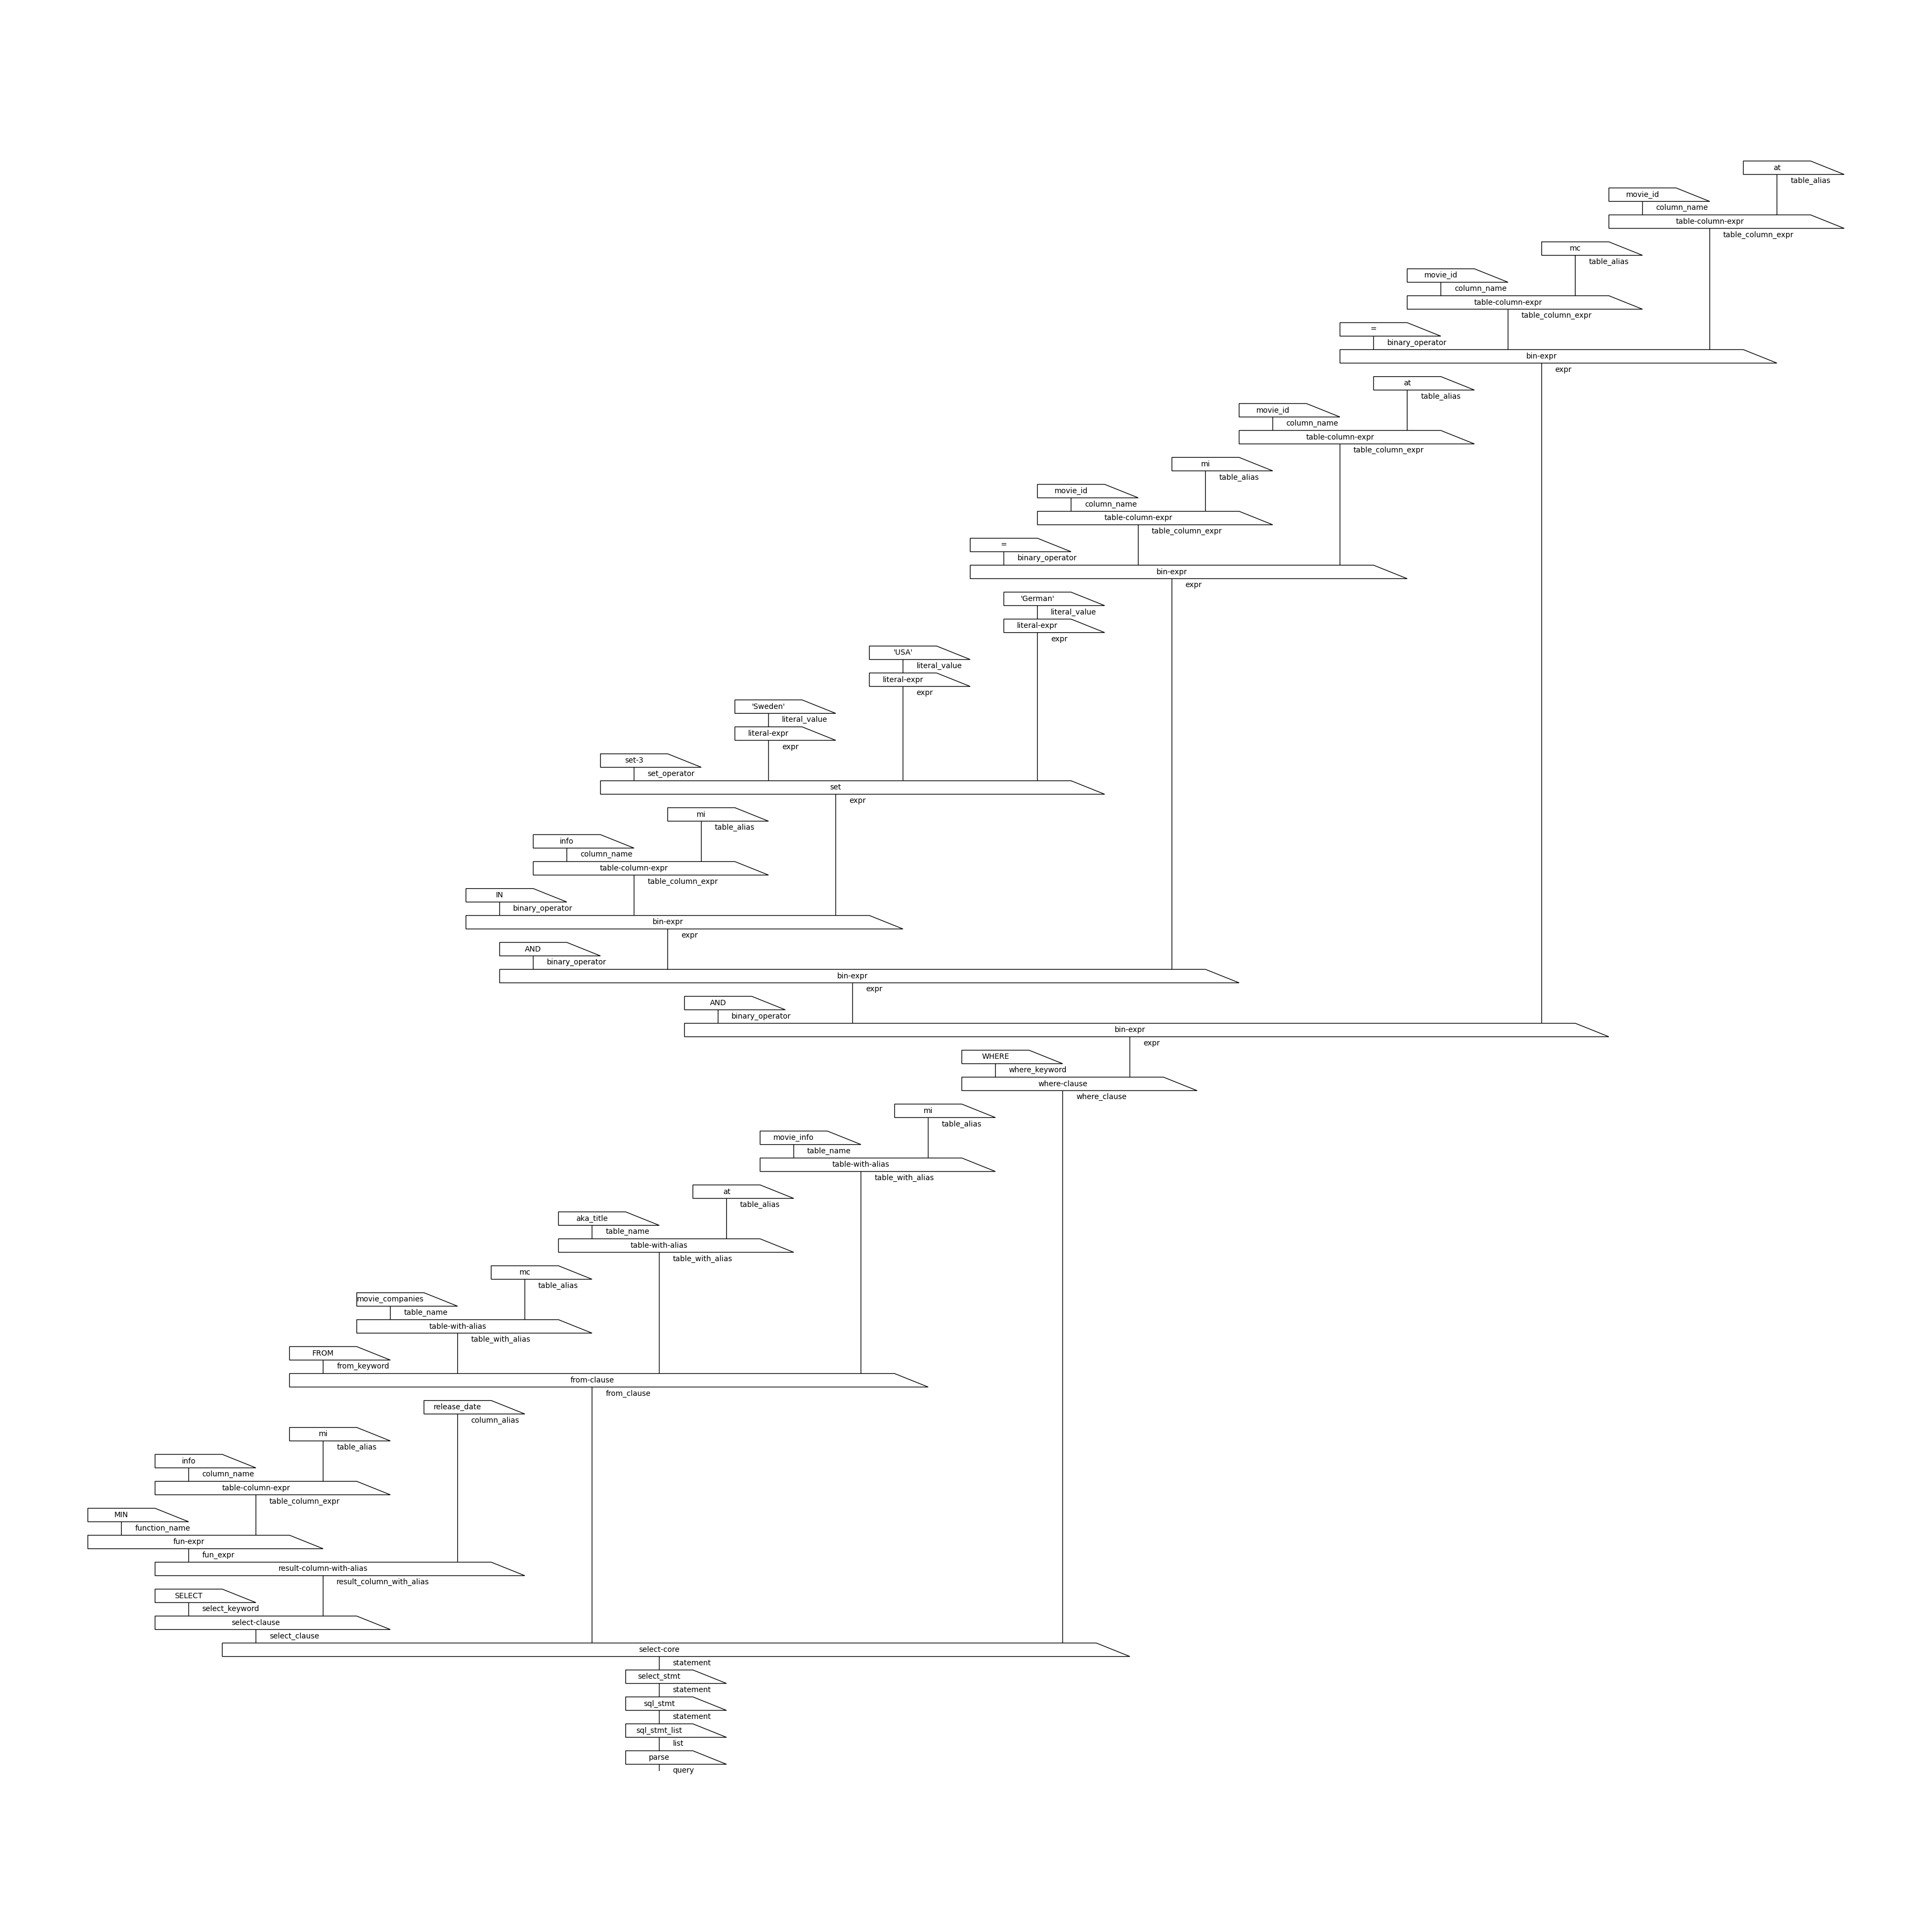 at
table_alias
movie_id
column_name
table-column-expr
table_column_expr
mc
table_alias
movie_id
column_name
table-column-expr
table_column_expr
=
binary_operator
bin-expr
expr
at
table_alias
movie_id
column_name
table-column-expr
table_column_expr
mi
table_alias
movie_id
column_name
table-column-expr
table_column_expr
=
binary_operator
bin-expr
expr
'German'
literal_value
literal-expr
expr
'USA'
literal_value
literal-expr
expr
'Sweden'
literal_value
literal-expr
expr
set-3
set_operator
set
expr
mi
table_alias
info
column_name
table-column-expr
table_column_expr
IN
binary_operator
bin-expr
expr
AND
binary_operator
bin-expr
expr
AND
binary_operator
bin-expr
expr
WHERE
where_keyword
where-clause
where_clause
mi
table_alias
movie_info
table_name
table-with-alias
table_with_alias
at
table_alias
aka_title
table_name
table-with-alias
table_with_alias
mc
table_alias
movie_companies
table_name
table-with-alias
table_with_alias
FROM
from_keyword
from-clause
from_clause
release_date
column_alias
mi
table_alias
info
column_name
table-column-expr
table_column_expr
MIN
function_name
fun-expr
fun_expr
result-column-with-alias
result_column_with_alias
SELECT
select_keyword
select-clause
select_clause
select-core
statement
select_stmt
statement
sql_stmt
statement
sql_stmt_list
list
parse
query